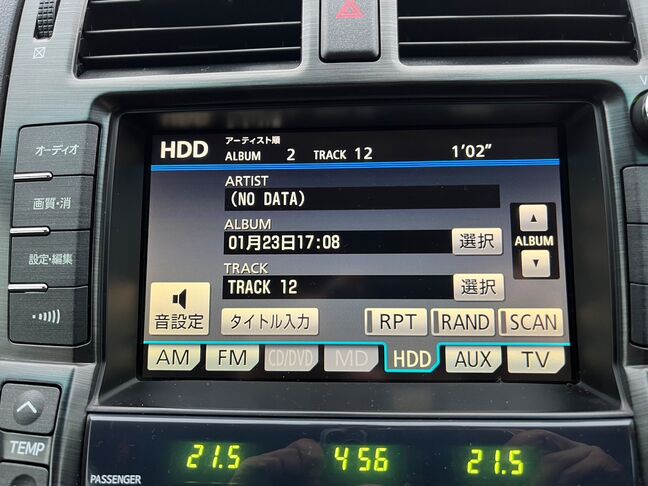 オーディオ
画質・消
設定・編集
TEMP
HDD
アーティスト順
ALBUM 2 TRACK 12 1'02"
ARTIST
(NO DATA)
ALBUM
01月23日17:08 選択
ALBUM
TRACK
TRACK 12 選択
音設定 タイトル入力 RPT RAND SCAN
AM FM CD/DVD MD HDD AUX TV
21.5 4 56 21.5
PASSENGER